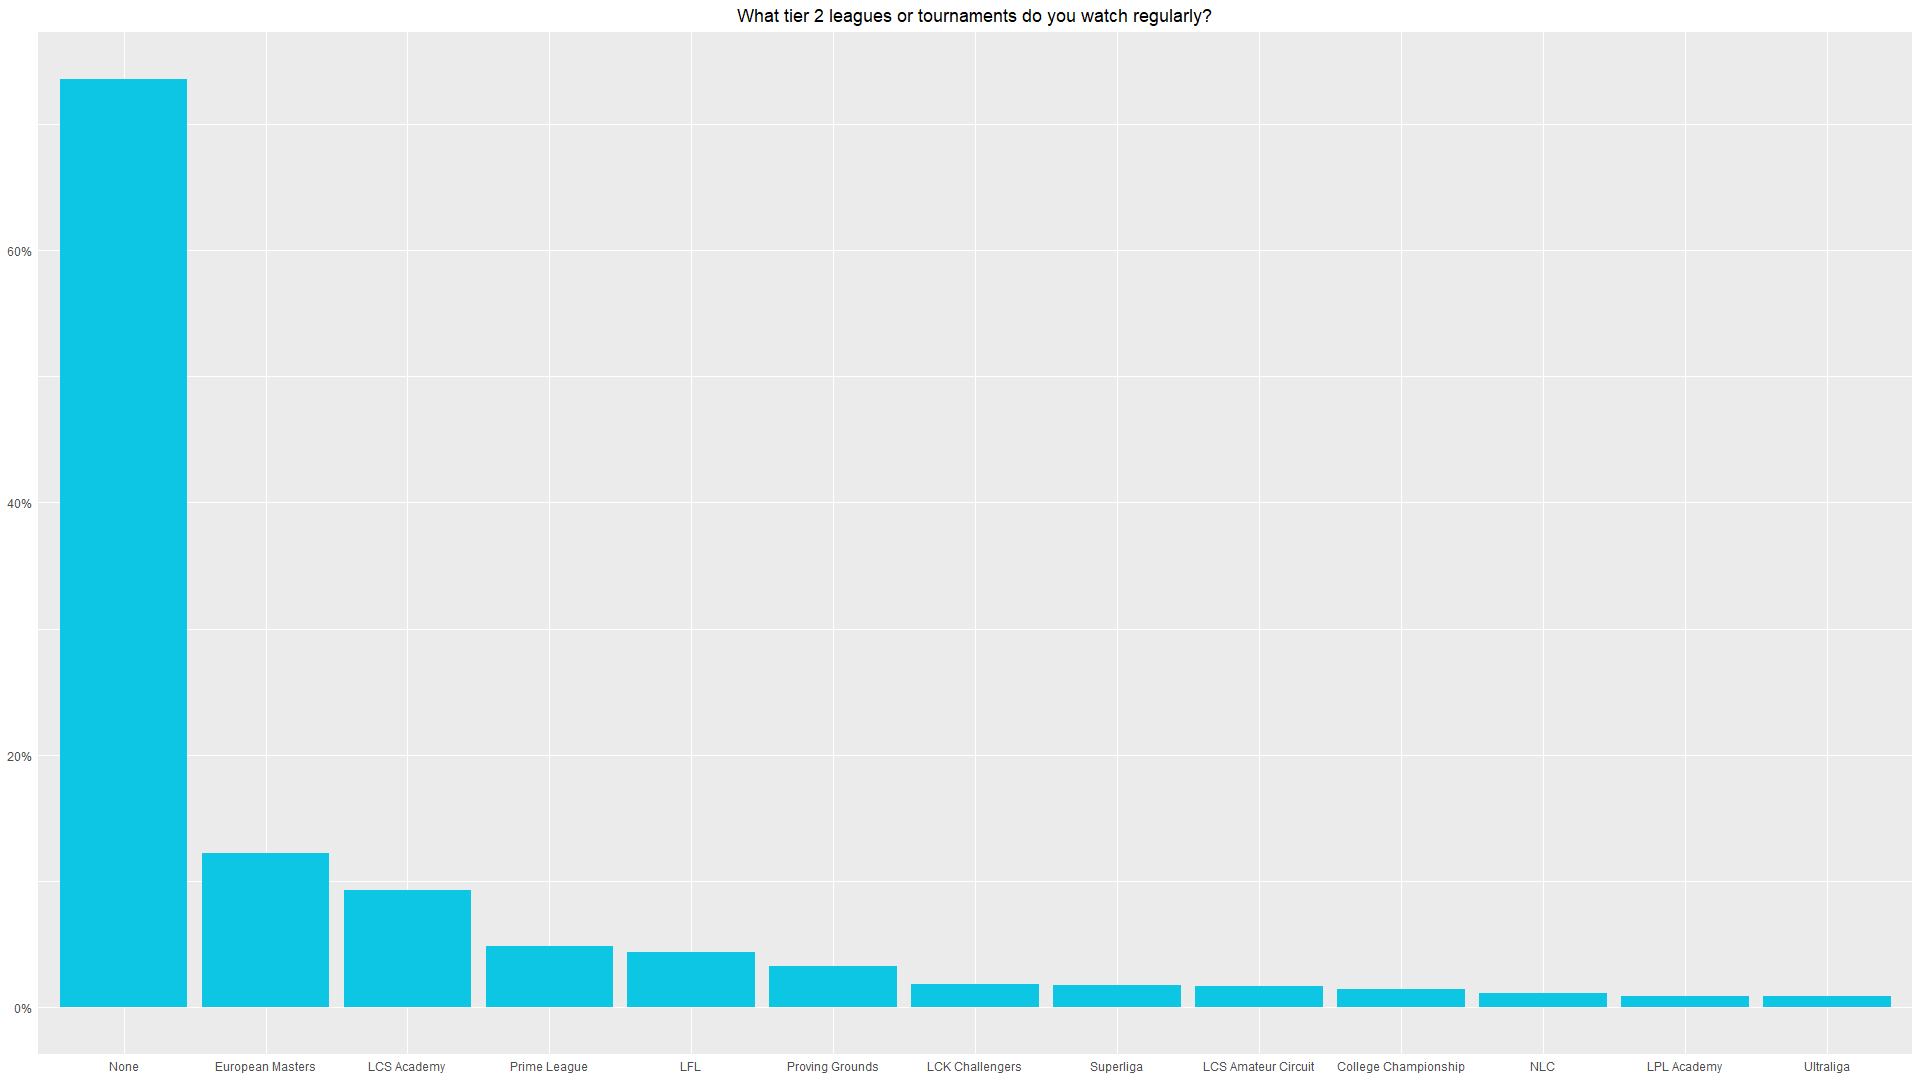 What tier 2 leagues or tournaments do you watch regularly?
60%
40%
20%
0%
None European Masters LCS Academy Prime League LFL Proving Grounds LCK Challengers Superliga LCS Amateur Circuit College Championship NLC LPL Academy Ultraliga